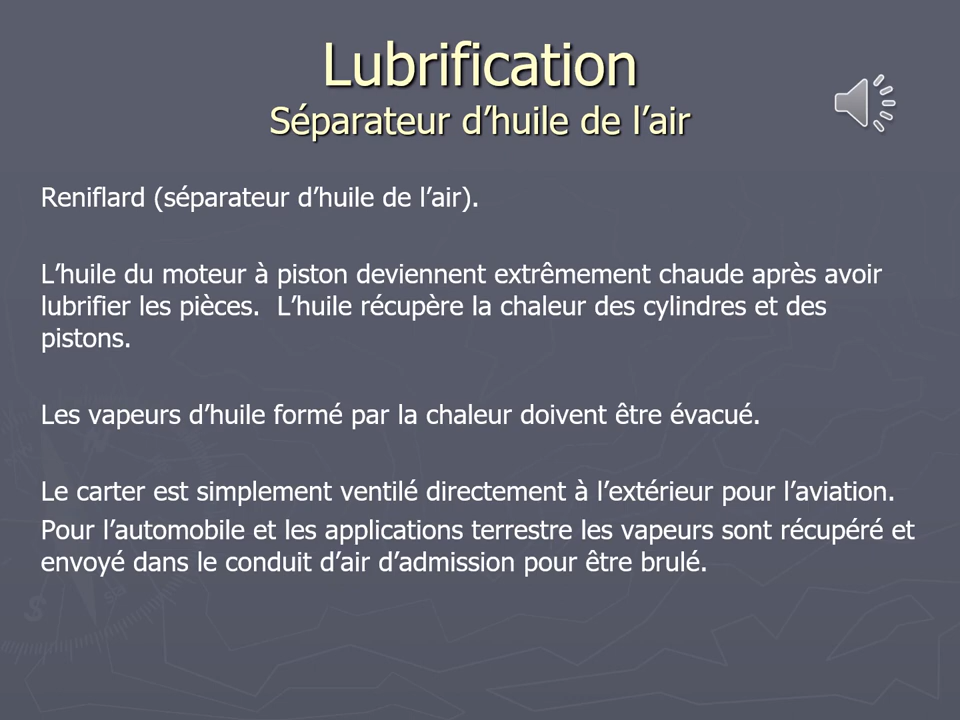 Lubrification
Séparateur d’huile de l’air
Reniflard (séparateur d’huile de l’air).
L’huile du moteur à piston deviennent extrêmement chaude après avoir
lubrifier les pièces.  L’huile récupère la chaleur des cylindres et des
pistons.
Les vapeurs d’huile formé par la chaleur doivent être évacué.
Le carter est simplement ventilé directement à l’extérieur pour l’aviation.
Pour l’automobile et les applications terrestre les vapeurs sont récupéré et
envoyé dans le conduit d’air d’admission pour être brulé.